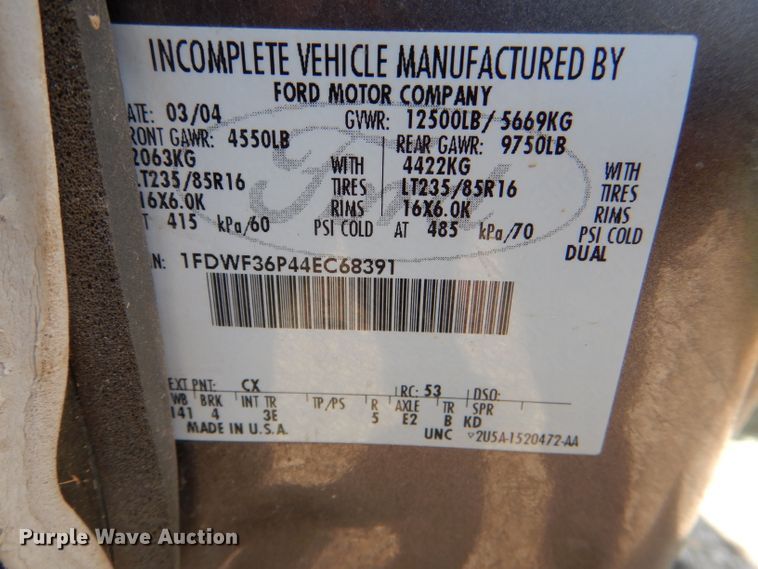 INCOMPLETE VEHICLE MANUFACTURED BY
FORD MOTOR COMPANY
ATE: 03/04 GVWR: 12500LB/ 5669KG
RONT GAWR: 4550LB REAR GAWR: 9750LB
2063KG WITH 4422KG WITH
LT235/85R16 TIRES LT235/85R16 TIRES
16X6.0K RIMS 16X6.0K RIMS
T 415 kPa/60 PSI COLD AT 485 kPa/70 PSI COLD
DUAL
Ford
N: 1FDWF36P44EC68391
EXT PNT: CX RC: 53 DSO:
WB BRK INT TR TP/PS R AXLE TR SPR
141 4 3E 5 E2 B KD
MADE IN U.S.A. UNC 2U5A-1520472-AA
Purple Wave Auction